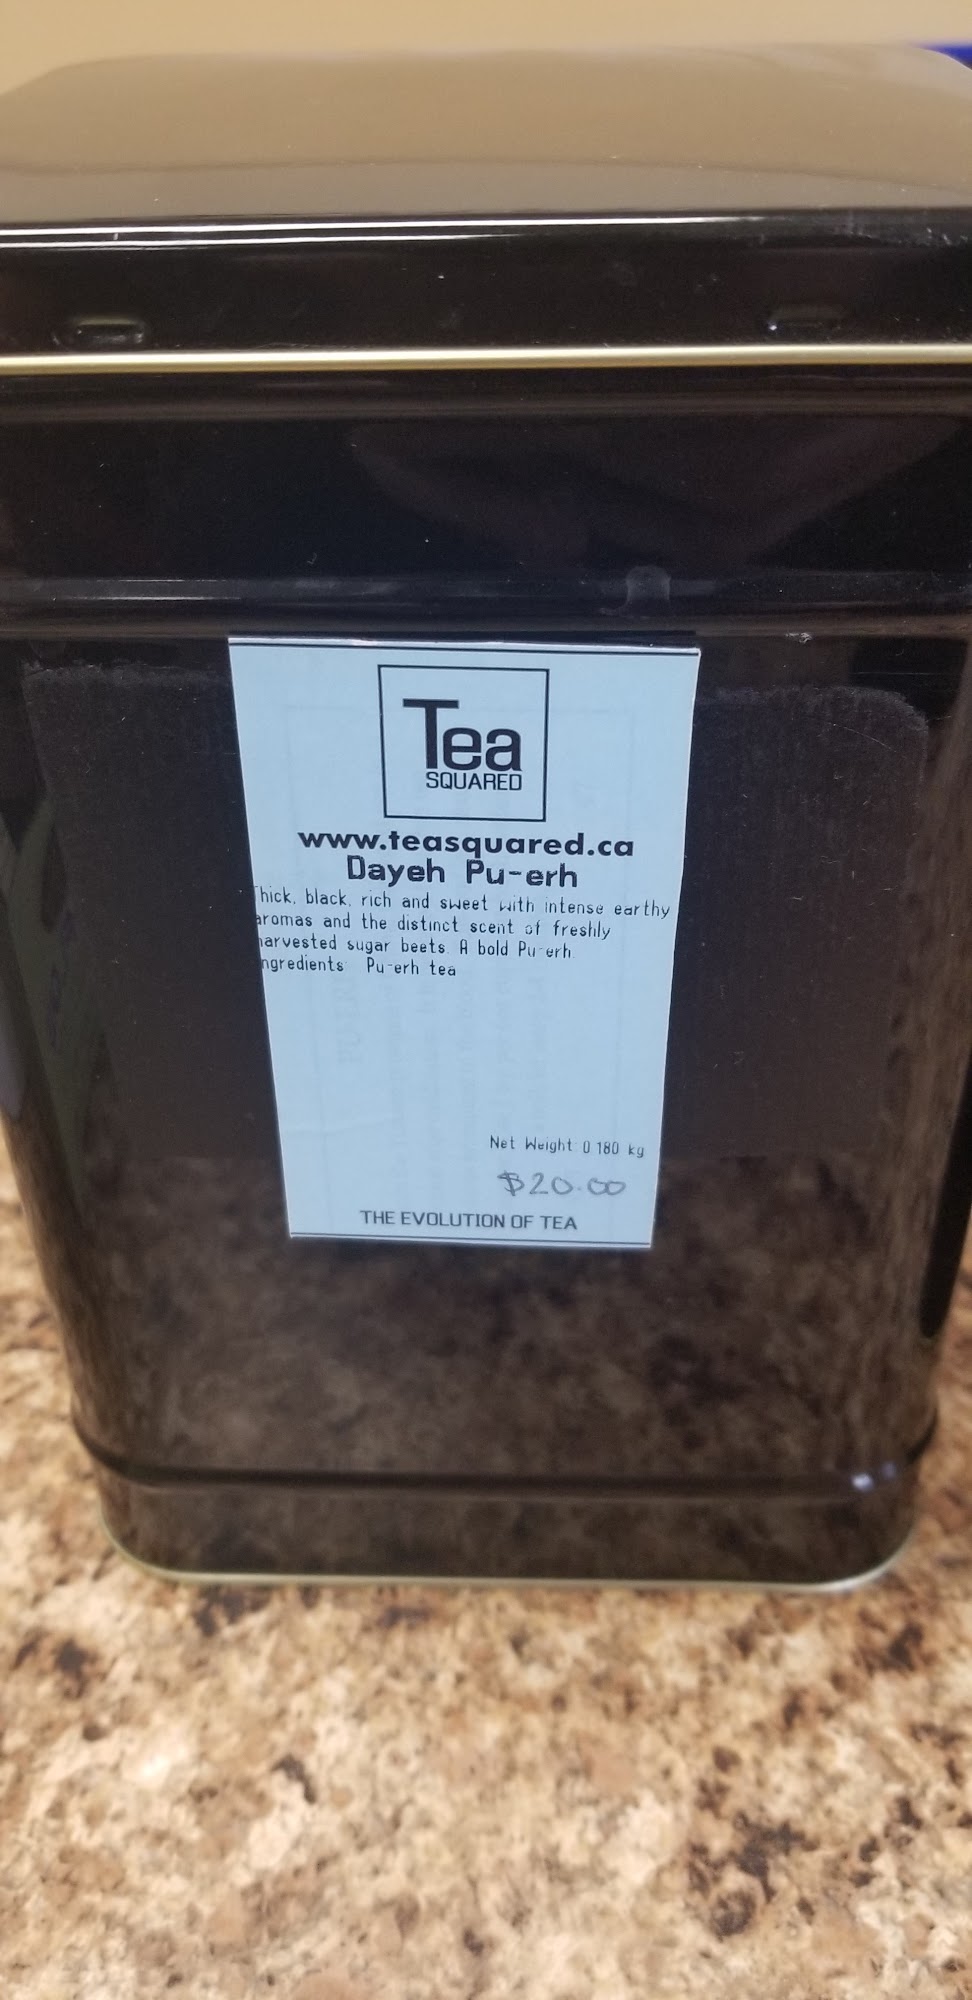 Tea
SQUARED
www.teasquared.ca
Dayeh Pu-erh
Thick, black, rich and sweet with intense earthy
aromas and the distinct scent of freshly
harvested sugar beets. A bold Pu-erh.
ngredients Pu-erh tea
Net Weight 0.180 kg
$20.00
THE EVOLUTION OF TEA